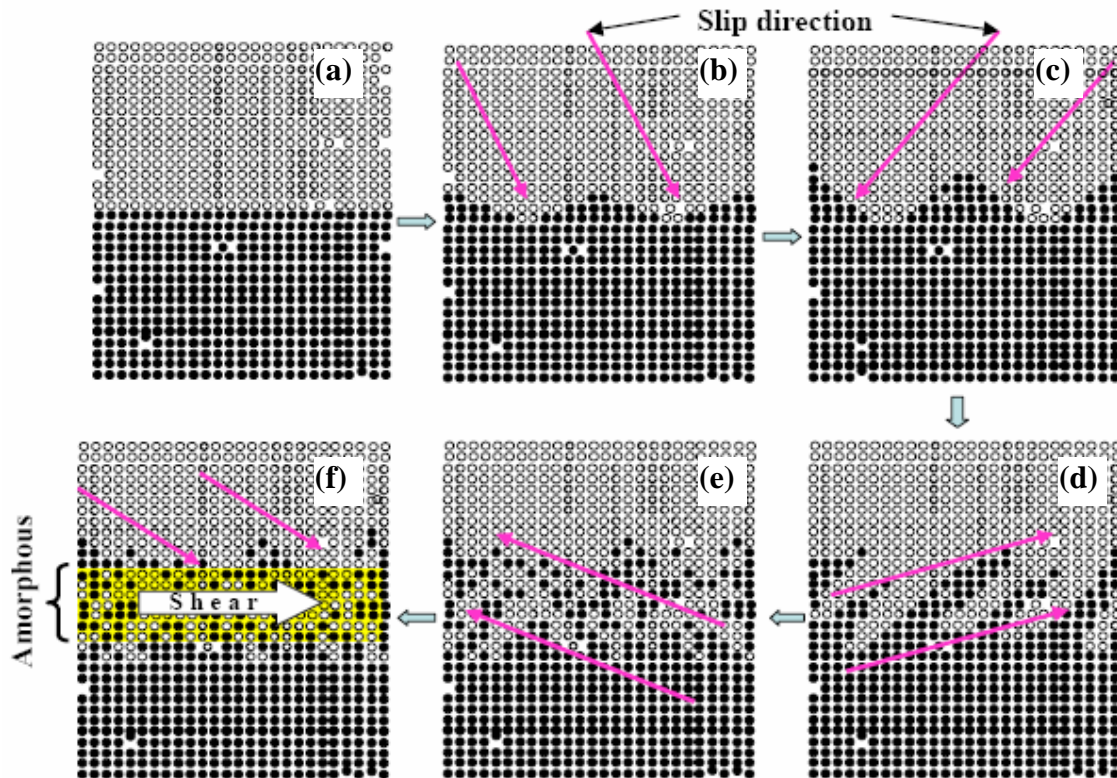 Slip direction
(a)
(b)
(c)
(f)
(e)
(d)
Amorphous
Shear